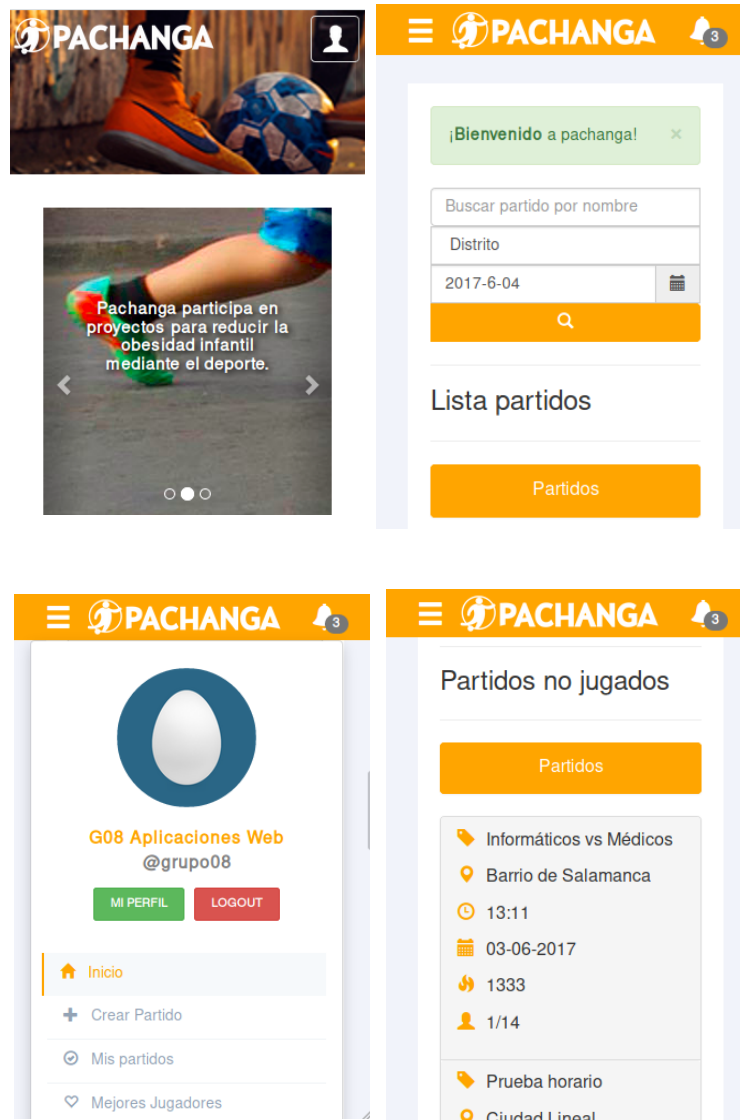 PACHANGA
Pachanga participa en
proyectos para reducir la
obesidad infantil
mediante el deporte.
PACHANGA
3
¡Bienvenido a pachanga! ×
Buscar partido por nombre
Distrito
2017-6-04
Lista partidos
Partidos
PACHANGA
3
G08 Aplicaciones Web
@grupo08
MI PERFIL LOGOUT
Inicio
Crear Partido
Mis partidos
Mejores Jugadores
PACHANGA
3
Partidos no jugados
Partidos
Informáticos vs Médicos
Barrio de Salamanca
13:11
03-06-2017
1333
1/14
Prueba horario
Ciudad Lineal